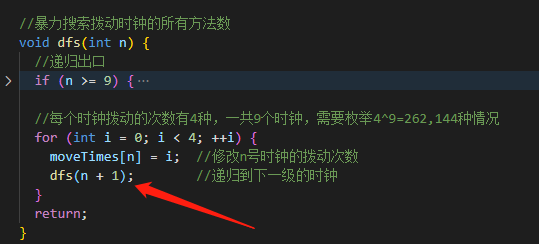 //暴力搜索拨动时钟的所有方法数
void dfs(int n) {
//递归出口
if (n >= 9) {⋯
//每个时钟拨动的次数有4种，一共9个时钟，需要枚举4^9=262,144种情况
for (int i = 0; i < 4; ++i) {
moveTimes[n] = i; //修改n号时钟的拨动次数
dfs(n + 1); //递归到下一级的时钟
}
return;
}